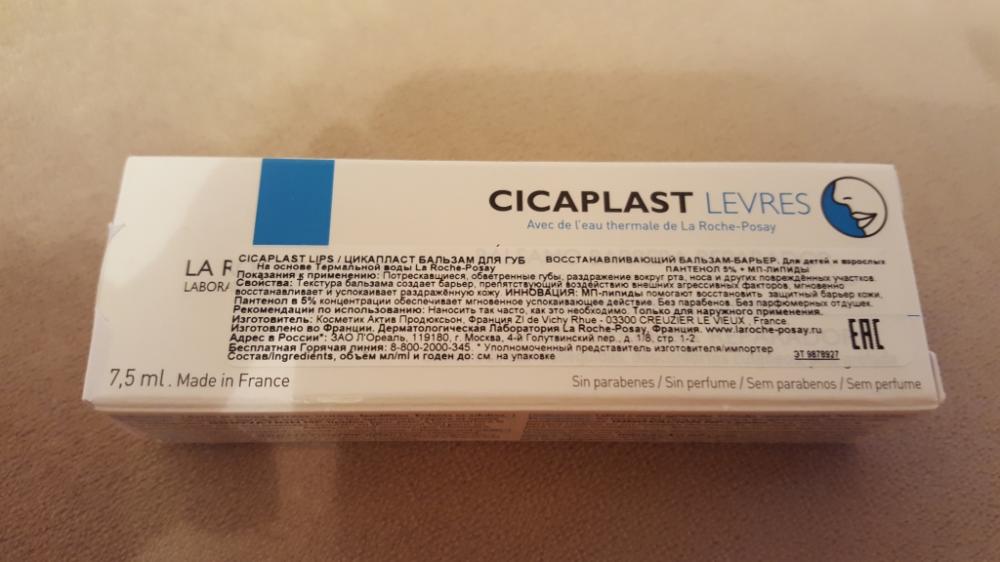 CICAPLAST LEVRES
Avec de l'eau thermale de La Roche-Posay
LA R
LABORA
CICAPLAST LIPS / ЦИКАПЛАСТ БАЛЬЗАМ ДЛЯ ГУБ ВОССТАНАВЛИВАЮЩИЙ БАЛЬЗАМ-БАРЬЕР. Для детей и взрослых
На основе Термальной воды La Roche-Posay ПАНТЕНОЛ 5% + МП-ЛИПИДЫ
Показания к применению: Потрескавшиеся, обветренные губы, раздражение вокруг рта, носа и других повреждённых участков.
Свойства: Текстура бальзама создает барьер, препятствующий воздействию внешних агрессивных факторов, мгновенно
восстанавливает и успокаивает раздражённую кожу. ИННОВАЦИЯ: МП-липиды помогают восстановить защитный барьер кожи,
Пантенол в 5% концентрации обеспечивает мгновенное успокаивающее действие. Без парабенов. Без парфюмерных отдушек.
Рекомендации по использованию: Наносить так часто, как это необходимо. Только для наружного применения.
Изготовитель: Косметик Актив Продюксьон, Франция ZI de Vichy Rhue - 03300 CREUZIER LE VIEUX , France.
Изготовлено во Франции. Дерматологическая Лаборатория La Roche-Posay, Франция. www.laroche-posay.ru
Адрес в России*: ЗАО Л'Ореаль, 119180, г. Москва, 4-й Голутвинский пер., д. 1/8, стр. 1-2.
Бесплатная Горячая линия: 8-800-2000-345. * Уполномоченный представитель изготовителя/импортер
Состав/Ingredients, объем мл/ml и годен до: см. на упаковке
EAC
ЭТ 9878927
7,5 ml. Made in France
Sin parabenes / Sin perfume / Sem parabenos / Sem perfume